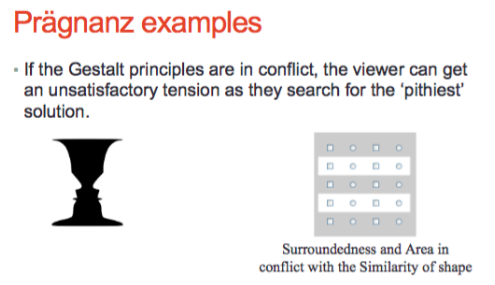 Prägnanz examples
• If the Gestalt principles are in conflict, the viewer can get
an unsatisfactory tension as they search for the 'pithiest'
solution.
Surroundedness and Area in
conflict with the Similarity of shape